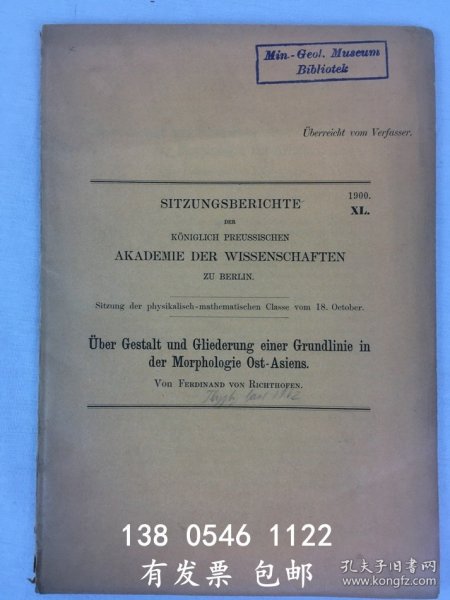 Min.-Geol. Museum
Bibliotek
Überreicht vom Verfasser.
1900.
XL.
SITZUNGSBERICHTE
DER
KÖNIGLICH PREUSSISCHEN
AKADEMIE DER WISSENSCHAFTEN
ZU BERLIN.
Sitzung der physikalisch-mathematischen Classe vom 18. October.
Über Gestalt und Gliederung einer Grundlinie in
der Morphologie Ost-Asiens.
Von Ferdinand von Richthofen.
138 0546 1122
有发票 包邮
孔夫子旧书网
www.kongfz.com